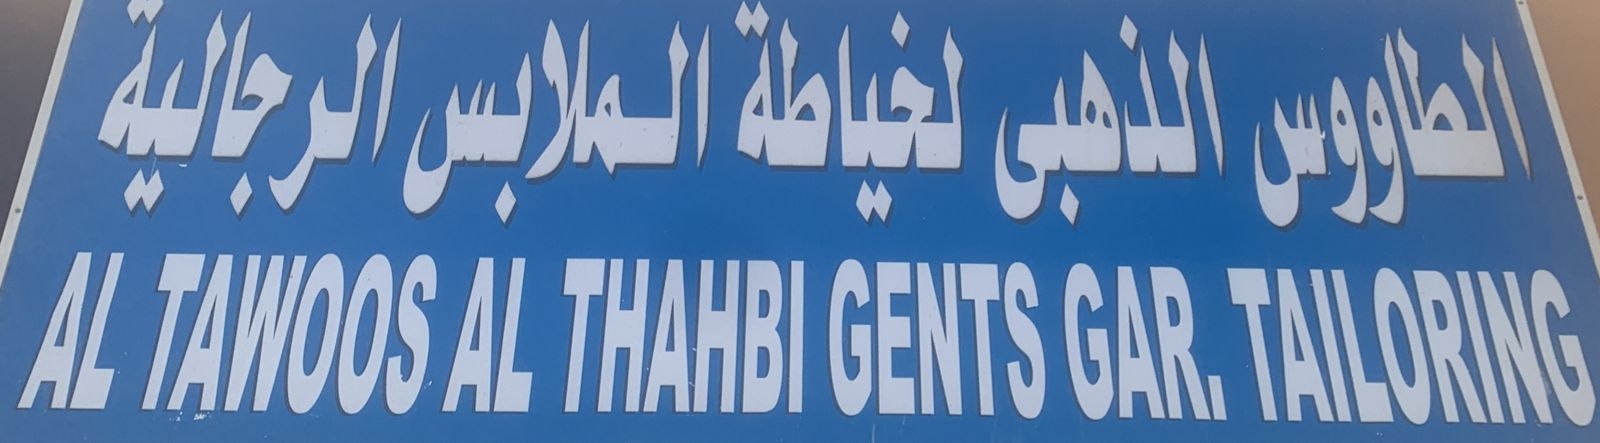 الطاووس الذهبى لخياطة الملابس الرجالية
AL TAWOOS AL THAHBI GENTS GAR. TAILORING